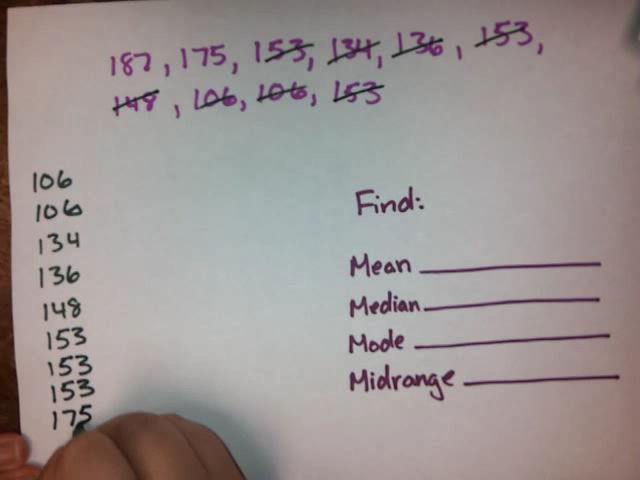 187, 175, 153, 134, 136, 153,
148, 106, 106, 153
106
106
134
136
148
153
153
153
175
Find:
Mean
Median
Mode
Midrange